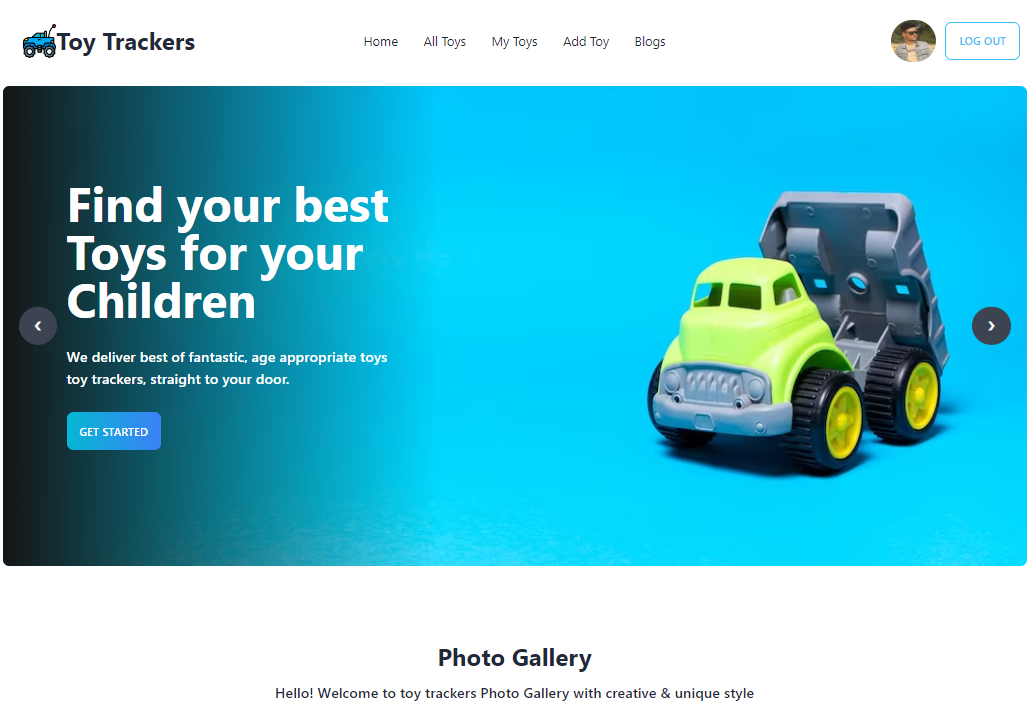 Toy Trackers
Home All Toys My Toys Add Toy Blogs
LOG OUT
Find your best
Toys for your
Children
We deliver best of fantastic, age appropriate toys
toy trackers, straight to your door.
GET STARTED
Photo Gallery
Hello! Welcome to toy trackers Photo Gallery with creative & unique style